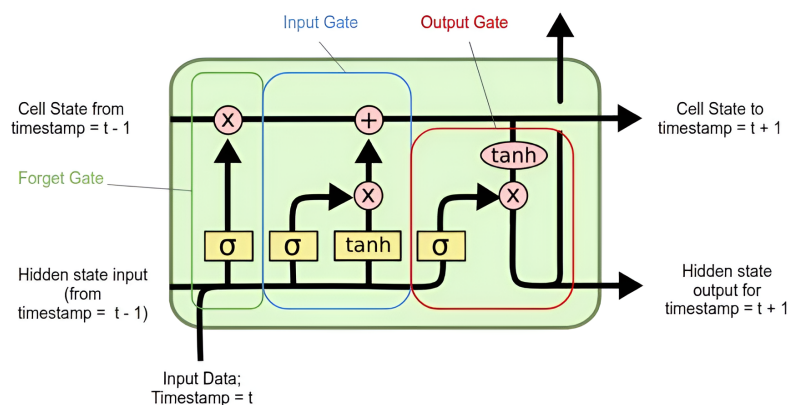 Input Gate
Output Gate
Cell State from
timestamp = t - 1
x
+
Cell State to
timestamp = t + 1
tanh
Forget Gate
x
x
σ
σ
tanh
σ
Hidden state input
(from
timestamp =  t - 1)
Hidden state
output for
timestamp = t + 1
Input Data;
Timestamp = t